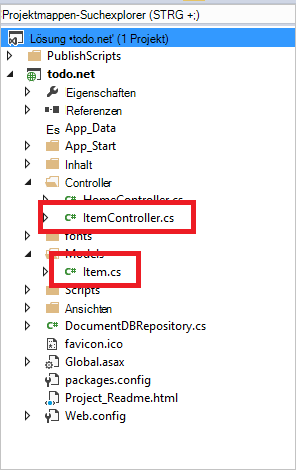 Projektmappen-Suchexplorer (STRG +;)
Lösung •todo.net' (1 Projekt)
PublishScripts
todo.net
Eigenschaften
Referenzen
Es App_Data
App_Start
Inhalt
Controller
HomeController.cs
C# ItemController.cs
fonts
Models
C# Item.cs
Scripts
Ansichten
C# DocumentDBRepository.cs
favicon.ico
Global.asax
packages.config
Project_Readme.html
Web.config